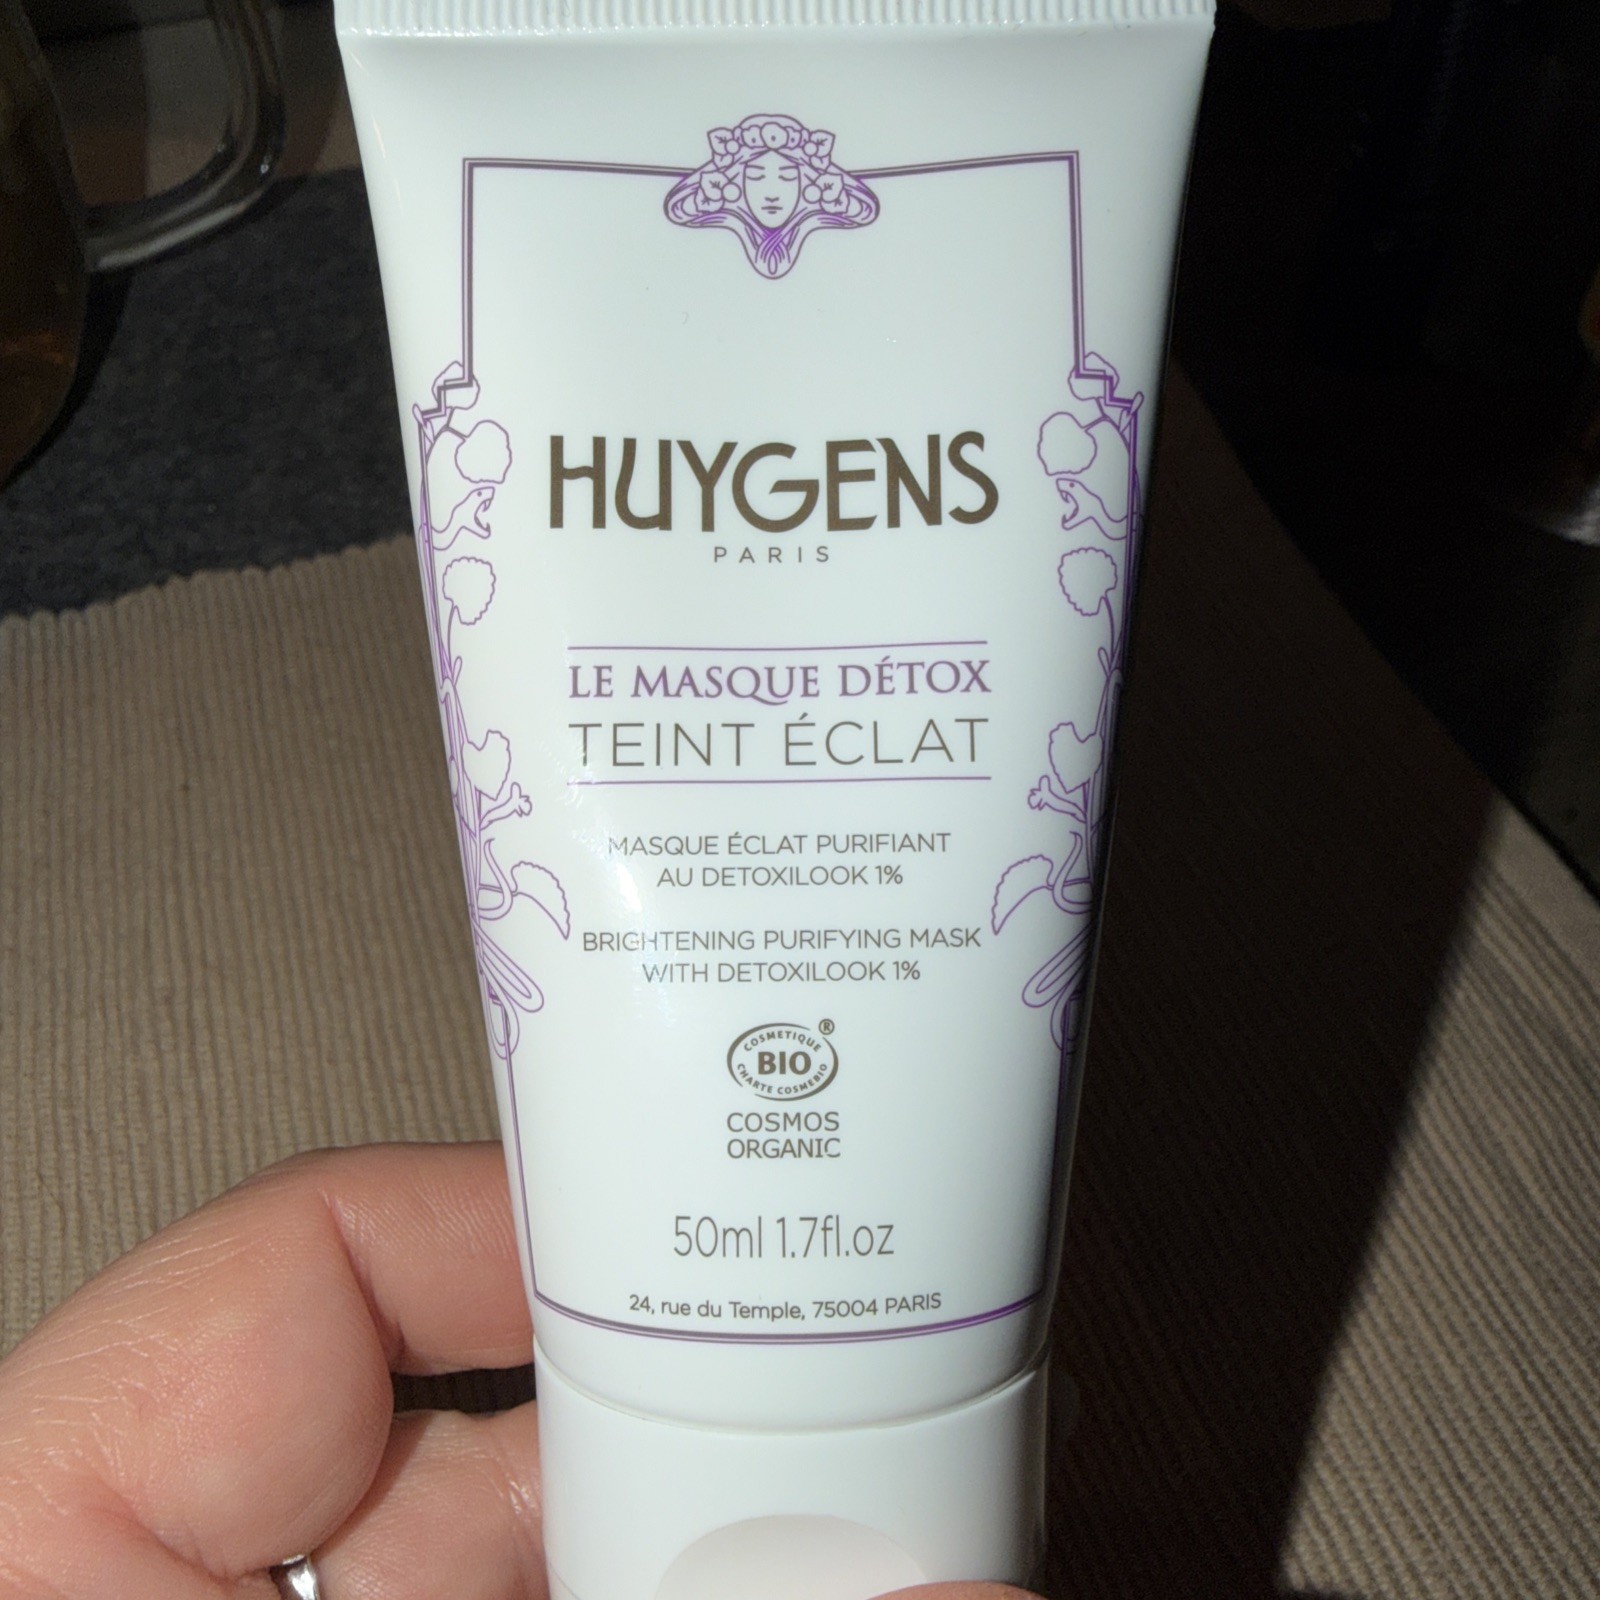 HUYGENS
PARIS
LE MASQUE DÉTOX
TEINT ÉCLAT
MASQUE ÉCLAT PURIFIANT
AU DETOXILOOK 1%
BRIGHTENING PURIFYING MASK
WITH DETOXILOOK 1%
COSMETIQUE ®
BIO
CHARTE COSMEBIO
COSMOS
ORGANIC
50ml 1.7fl.oz
24, rue du Temple, 75004 PARIS